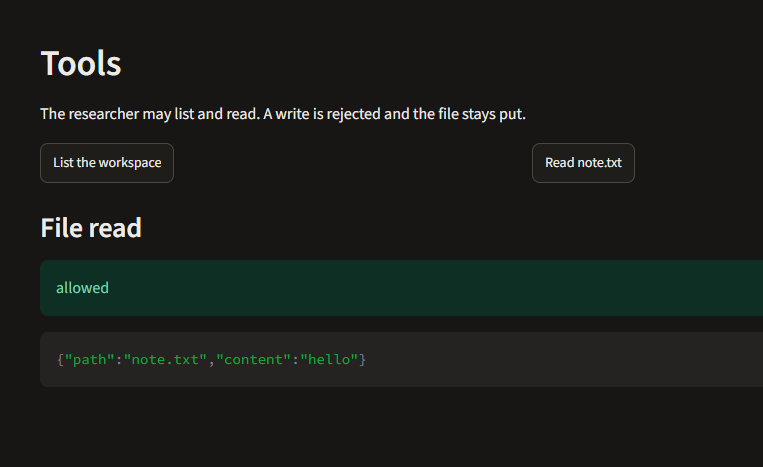 Tools
The researcher may list and read. A write is rejected and the file stays put.
List the workspace
Read note.txt
File read
allowed
{"path":"note.txt","content":"hello"}